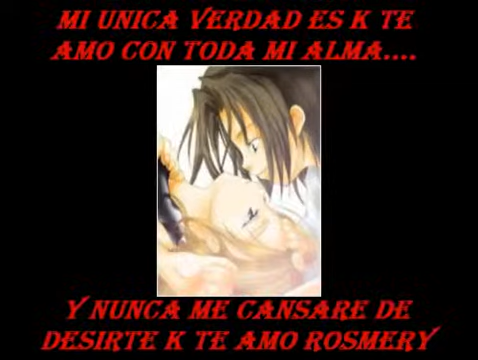 MI UNICA VERDAD ES K TE
AMO CON TODA MI ALMA....
Y NUNCA ME CANSARE DE
DESIRTE K TE AMO ROSMERY